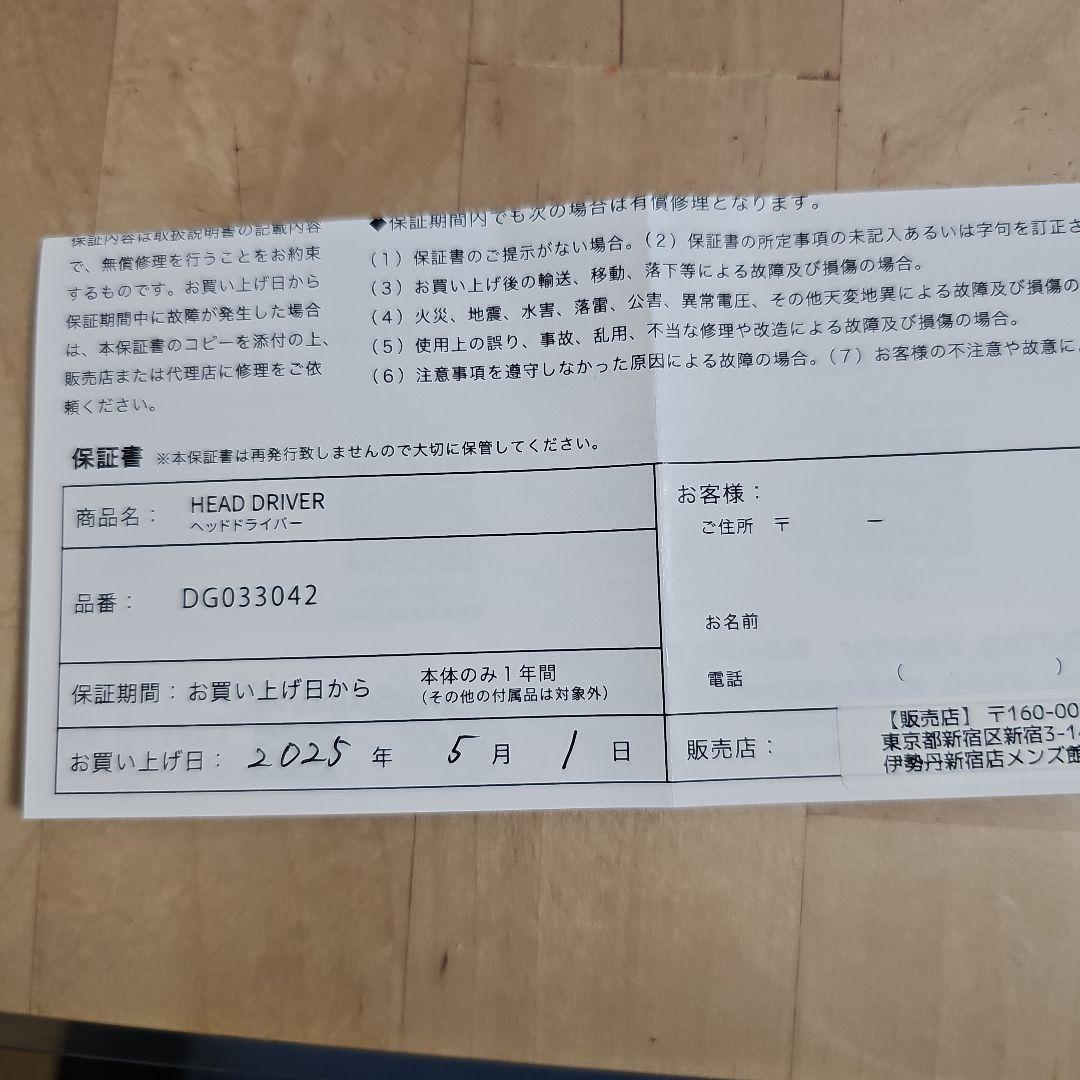 保証内容は取扱説明書の記載内容
で、無償修理を行うことをお約束
するものです。お買い上げ日から
保証期間中に故障が発生した場合
は、本保証書のコピーを添付の上、
販売店または代理店に修理をご依
頼ください。
◆保証期間内でも次の場合は有償修理となります。
（1）保証書のご提示がない場合。（2）保証書の所定事項の未記入あるいは字句を訂正さ
（3）お買い上げ後の輸送、移動、落下等による故障及び損傷の場合。
（4）火災、地震、水害、落雷、公害、異常電圧、その他天変地異による故障及び損傷の
（5）使用上の誤り、事故、乱用、不当な修理や改造による故障及び損傷の場合。
（6）注意事項を遵守しなかった原因による故障の場合。（7）お客様の不注意や故意に
保証書 ※本保証書は再発行致しませんので大切に保管してください。
商品名： HEAD DRIVER
ヘッドドライバー
品番： DG033042
保証期間：お買い上げ日から 本体のみ1年間
（その他の付属品は対象外）
お買い上げ日： 2025 年 5 月 1 日
お客様：
ご住所 〒 ー
お名前
電話 （ ）
販売店：
【販売店】 〒160-00
東京都新宿区新宿3-14
伊勢丹新宿店メンズ館